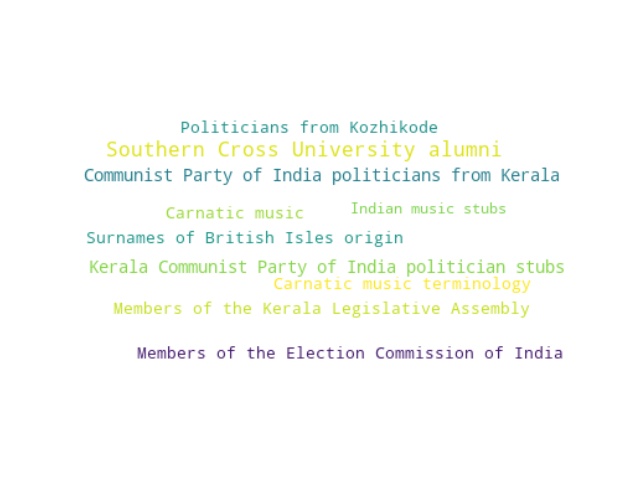 Politicians from Kozhikode
Southern Cross University alumni
Communist Party of India politicians from Kerala
Carnatic music
Indian music stubs
Surnames of British Isles origin
Kerala Communist Party of India politician stubs
Carnatic music terminology
Members of the Kerala Legislative Assembly
Members of the Election Commission of India